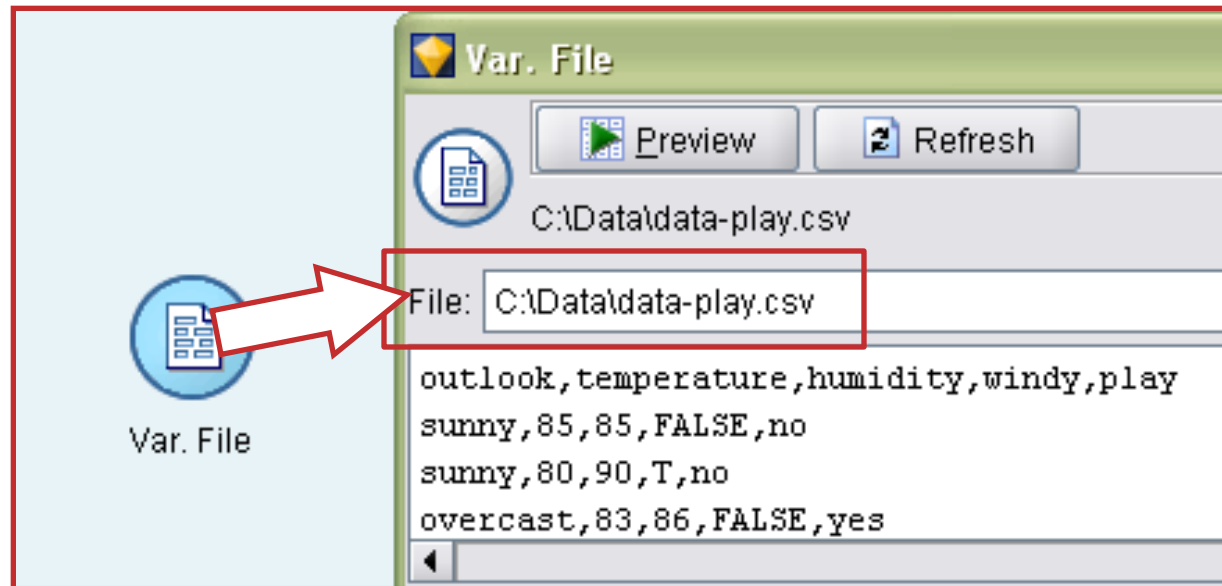 Var. File
Preview Refresh
C:\Data\data-play.csv
File: C:\Data\data-play.csv
outlook,temperature,humidity,windy,play
sunny,85,85,FALSE,no
sunny,80,90,T,no
overcast,83,86,FALSE,yes
Var. File